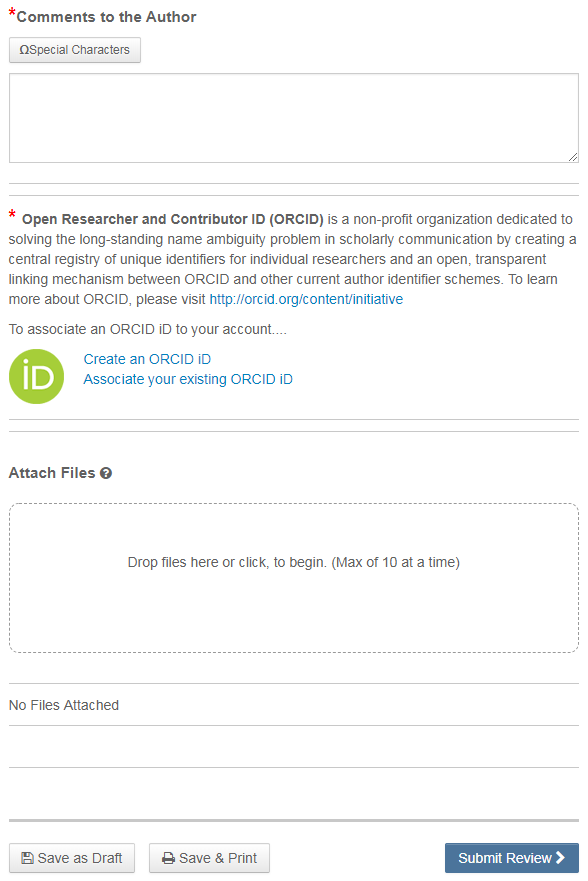 *Comments to the Author
ΩSpecial Characters
* Open Researcher and Contributor ID (ORCID) is a non-profit organization dedicated to
solving the long-standing name ambiguity problem in scholarly communication by creating a
central registry of unique identifiers for individual researchers and an open, transparent
linking mechanism between ORCID and other current author identifier schemes. To learn
more about ORCID, please visit http://orcid.org/content/initiative
To associate an ORCID iD to your account....
iD
Create an ORCID iD
Associate your existing ORCID iD
Attach Files ?
Drop files here or click, to begin. (Max of 10 at a time)
No Files Attached
Save as Draft
Save & Print
Submit Review